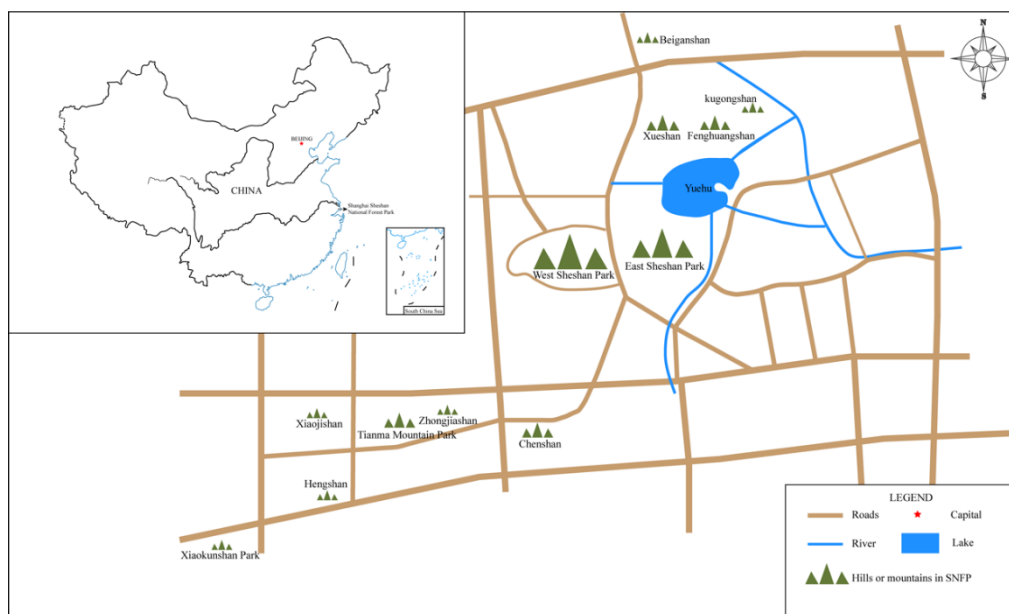 BEIJING
CHINA
Shanghai Sheshan
National Forest Park
South China Sea
Beiganshan
N
S
kugongshan
Xueshan
Fenghuangshan
Yuehu
West Sheshan Park
East Sheshan Park
Xiaojishan
Zhongjiashan
Tianma Mountain Park
Chenshan
Hengshan
Xiaokunshan Park
LEGEND
Roads
Capital
River
Lake
Hills or mountains in SNFP